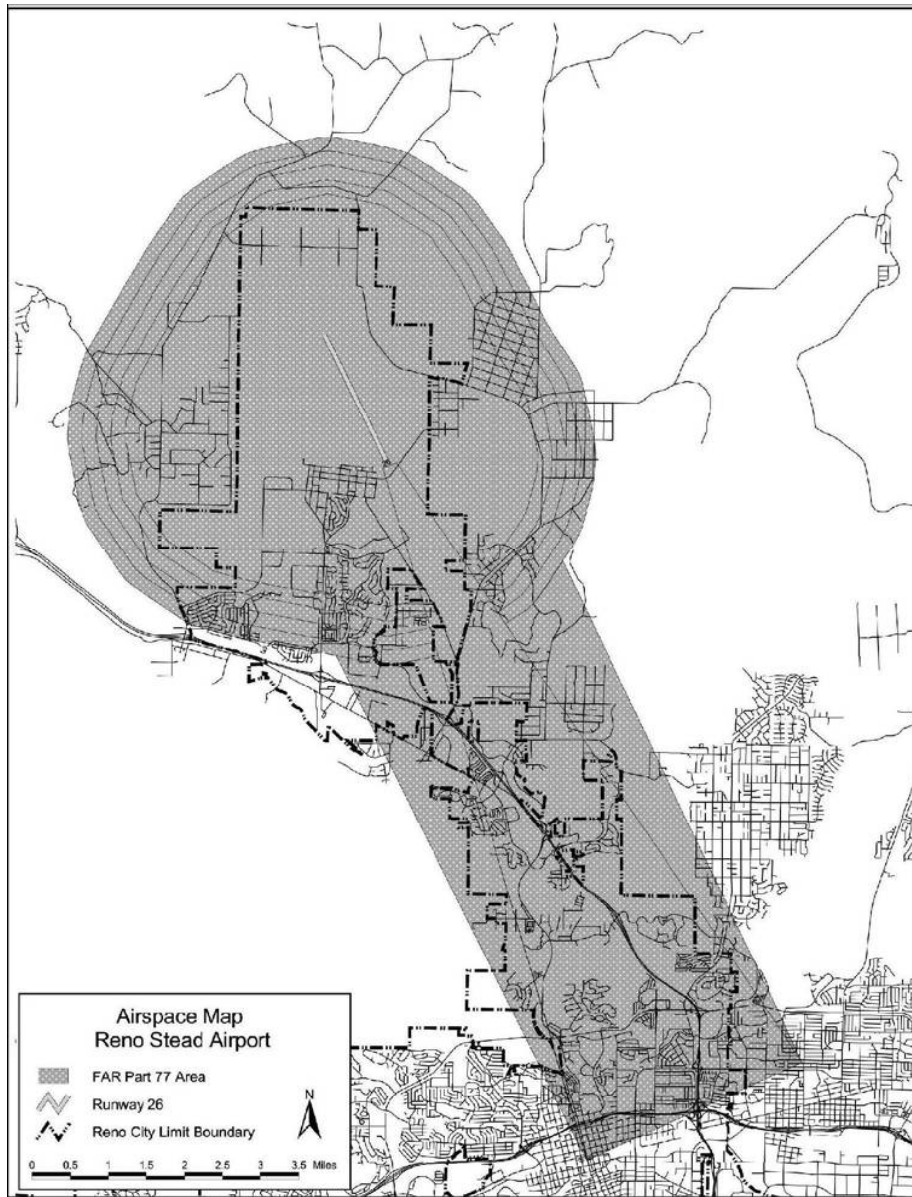 Airspace Map
Reno Stead Airport
FAR Part 77 Area
Runway 26
Reno City Limit Boundary
N
0 0.5 1 1.5 2 2.5 3 3.5 Miles